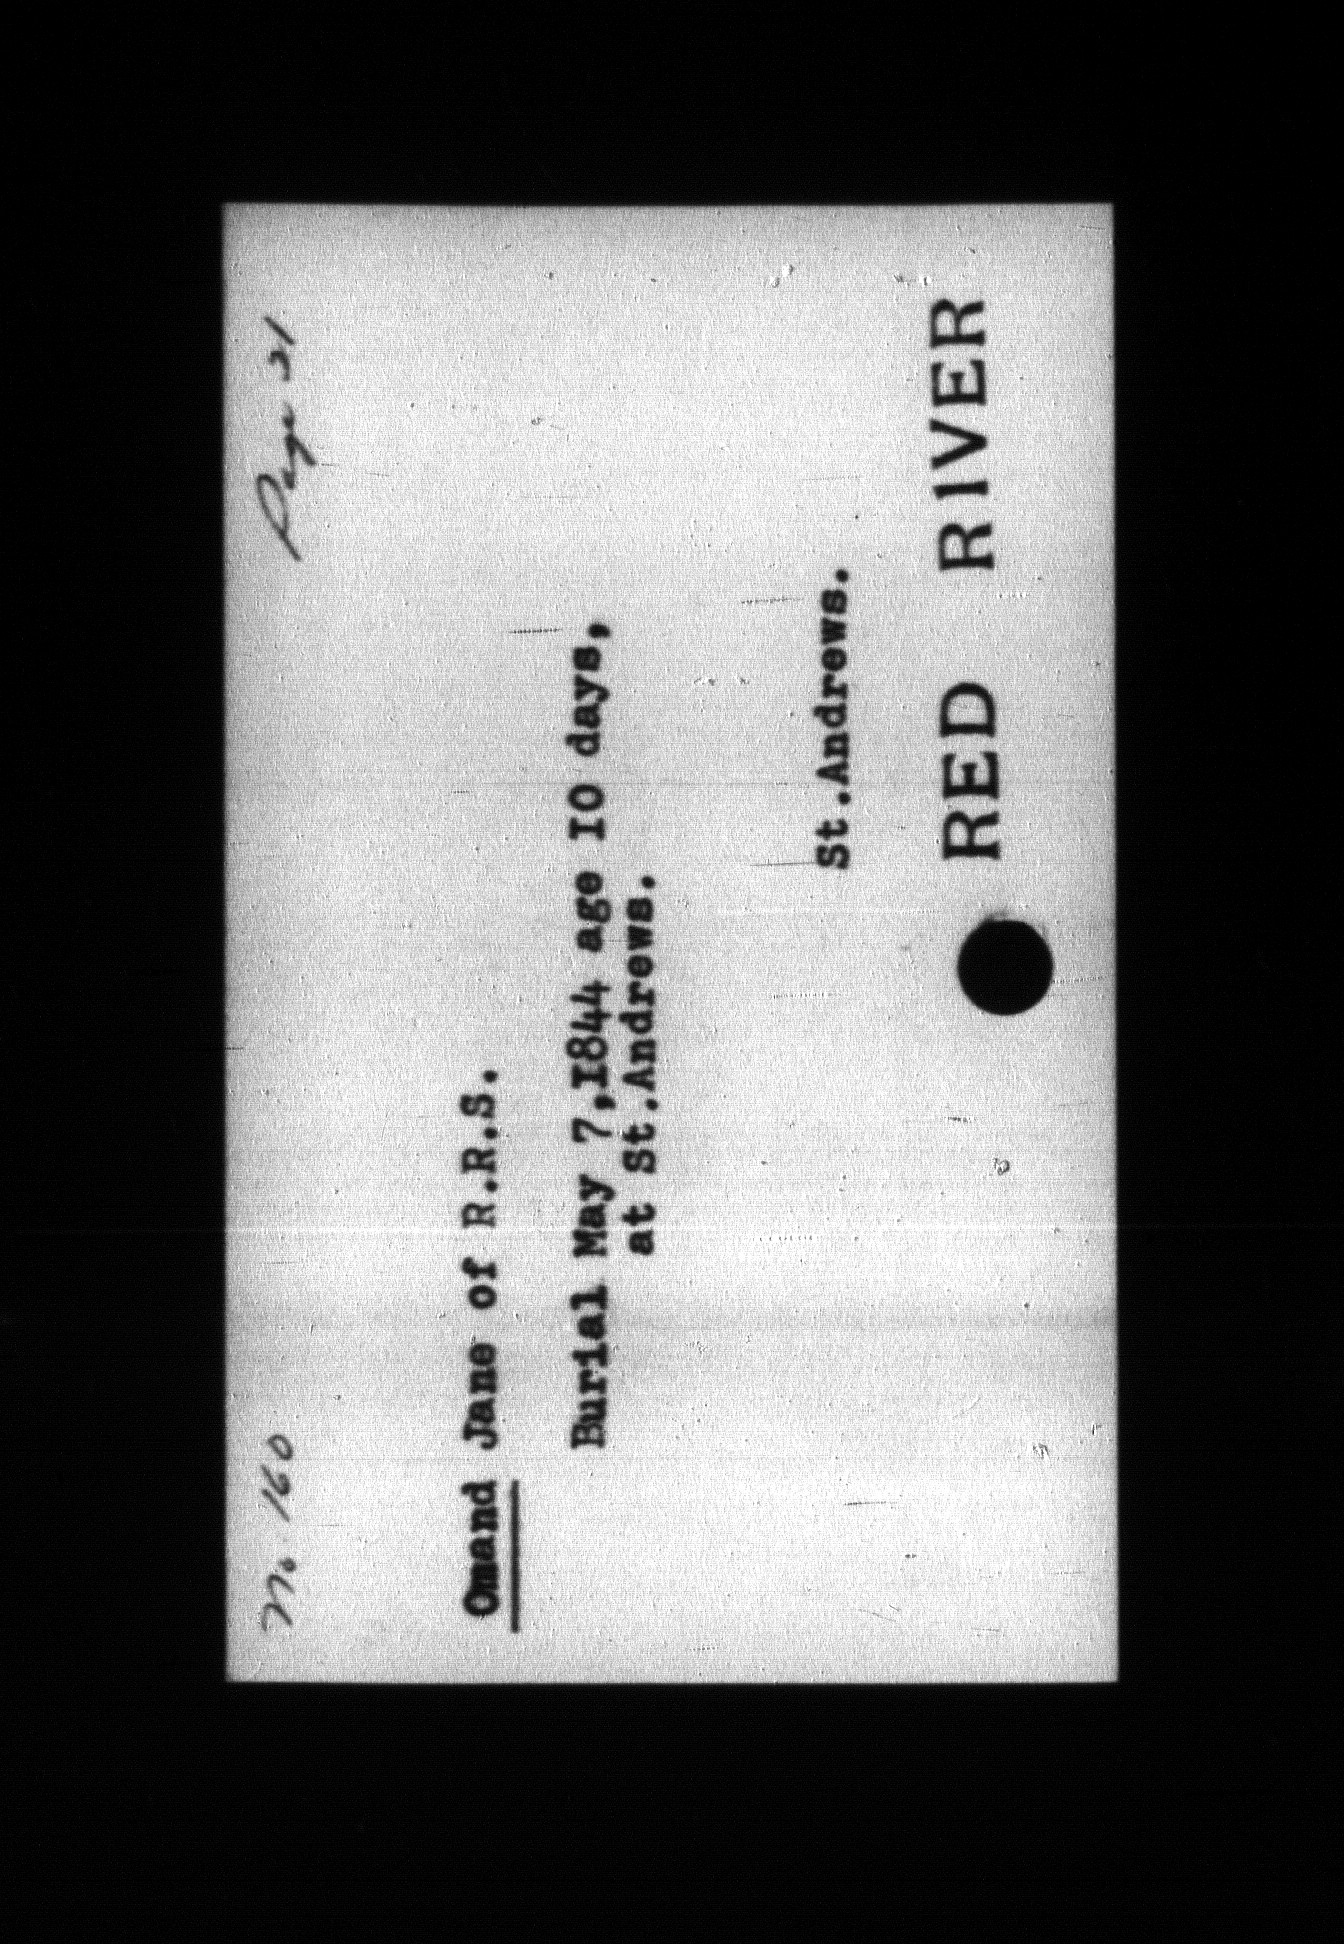 No. 160
Page 21
Omand Jane of R.R.S.
Burial May 7,1844 age 10 days,
at St.Andrews.
St.Andrews.
RED RIVER